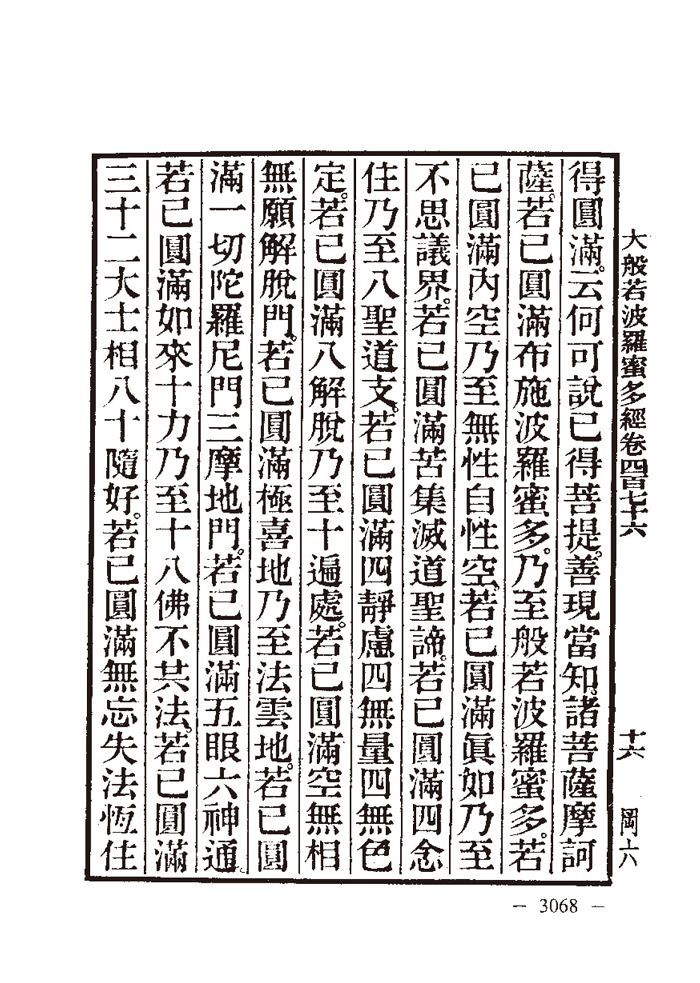 大般若波羅蜜多經卷四百七十六 十六 岡六
得圓滿。云何可說已得菩提。善現當知。諸菩薩摩訶
薩。若已圓滿布施波羅蜜多。乃至般若波羅蜜多。若
已圓滿內空乃至無性自性空。若已圓滿眞如乃至
不思議界。若已圓滿苦集滅道聖諦。若已圓滿四念
住乃至八聖道支。若已圓滿四靜慮四無量四無色
定。若已圓滿八解脫乃至十遍處。若已圓滿空無相
無願解脫門。若已圓滿極喜地乃至法雲地。若已圓
滿一切陀羅尼門三摩地門。若已圓滿五眼六神通。
若已圓滿如來十力乃至十八佛不共法。若已圓滿
三十二大士相八十隨好。若已圓滿無忘失法恆住
— 3068 —